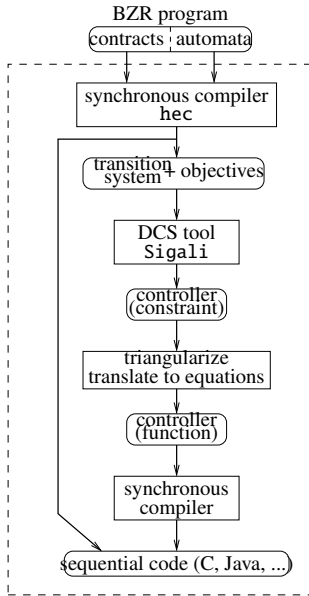 BZR program
contracts automata
synchronous compiler
hec
transition
system + objectives
DCS tool
Sigali
controller
(constraint)
triangularize
translate to equations
controller
(function)
synchronous
compiler
sequential code (C, Java, ...)